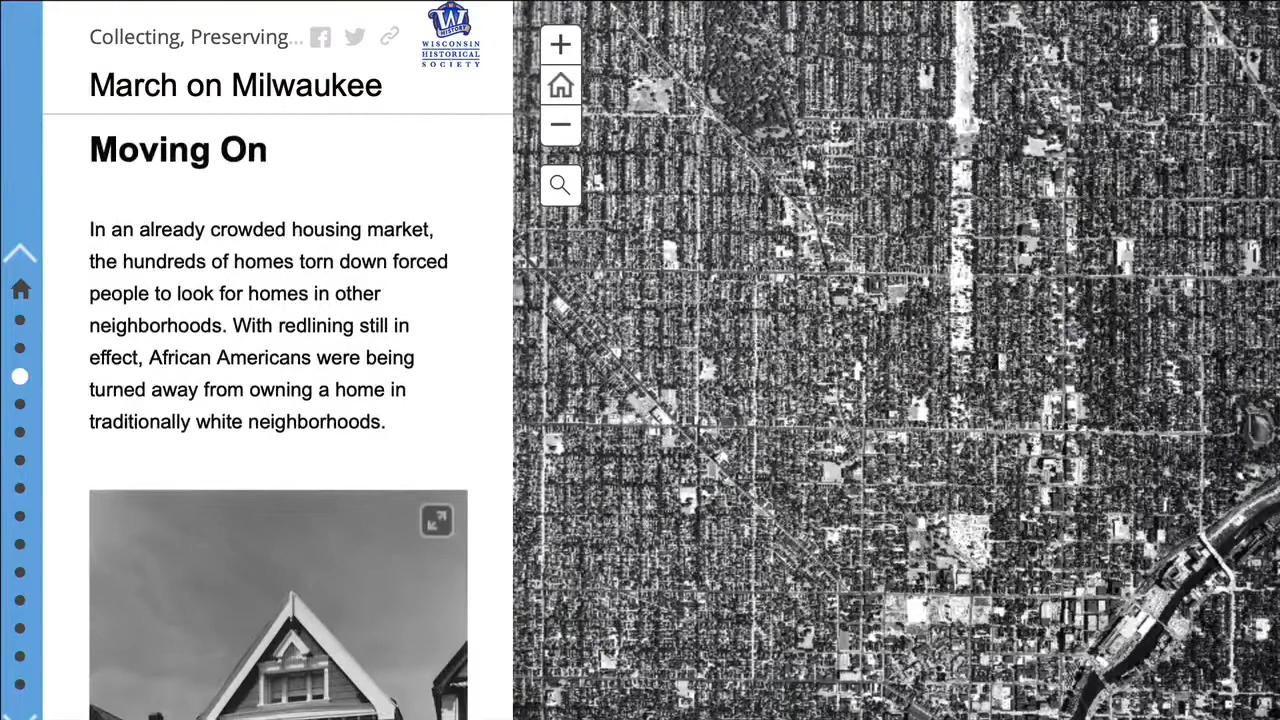 Collecting, Preserving...
W
HISTORY
WISCONSIN
HISTORICAL
SOCIETY
March on Milwaukee
Moving On
In an already crowded housing market,
the hundreds of homes torn down forced
people to look for homes in other
neighborhoods. With redlining still in
effect, African Americans were being
turned away from owning a home in
traditionally white neighborhoods.